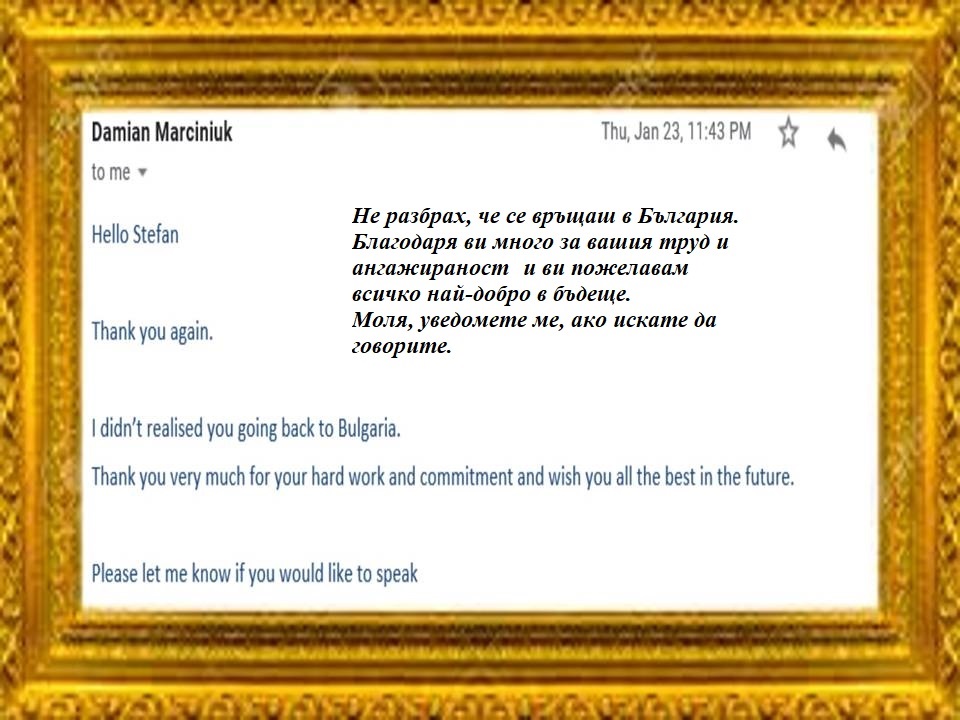 Damian Marciniuk
Thu, Jan 23, 11:43 PM
to me
Hello Stefan
Не разбрах, че се връщаш в България.
Благодаря ви много за вашия труд и
ангажираност и ви пожелавам
всичко най-добро в бъдеще.
Моля, уведомете ме, ако искате да
говорите.
Thank you again.
I didn't realised you going back to Bulgaria.
Thank you very much for your hard work and commitment and wish you all the best in the future.
Please let me know if you would like to speak